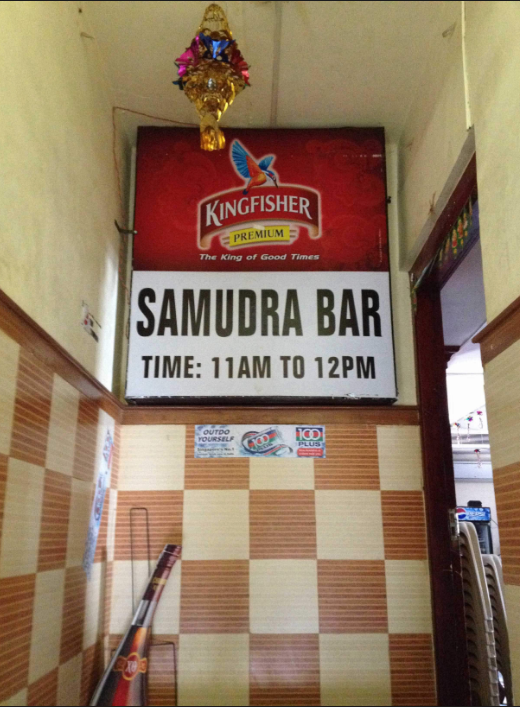 KINGFISHER
PREMIUM
The King of Good Times
SAMUDRA BAR
TIME: 11AM TO 12PM
OUTDO
YOURSELF
100
PLUS